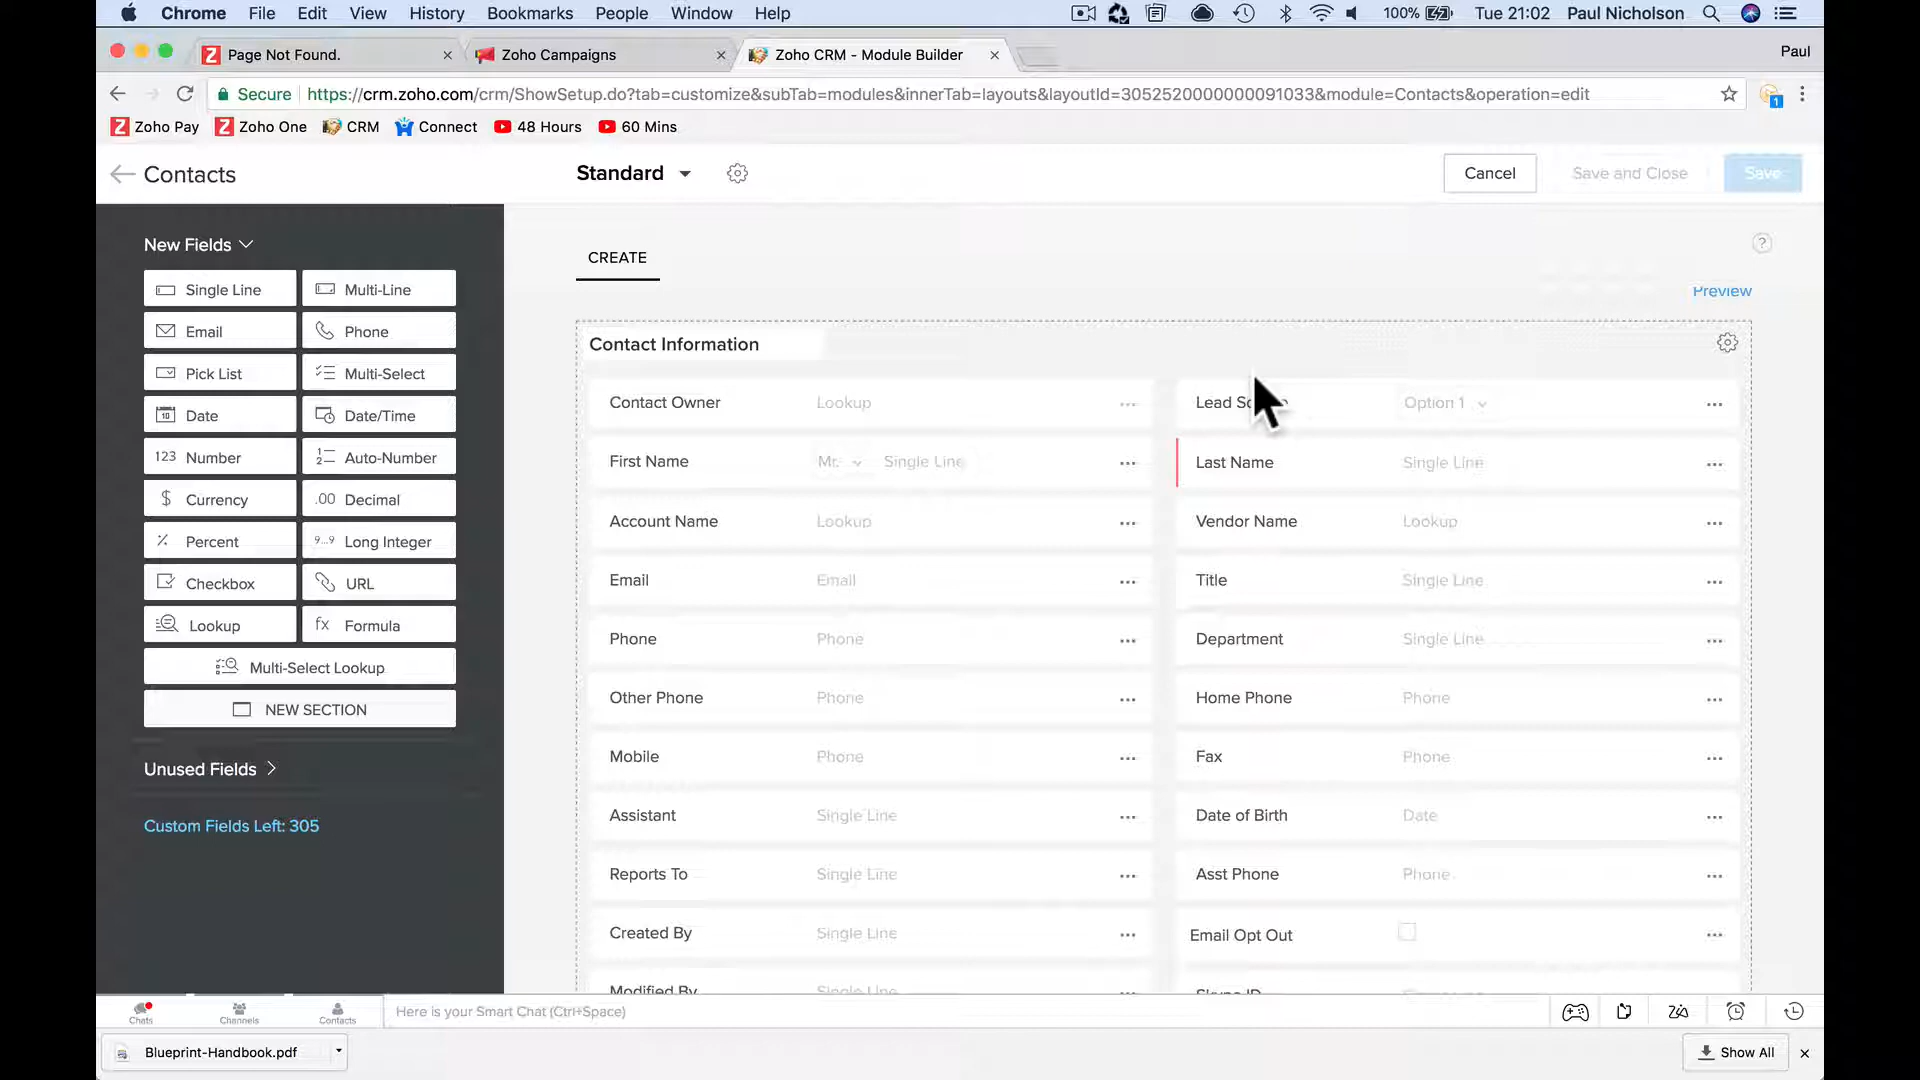 Chrome File Edit View History Bookmarks People Window Help 100% Tue 21:02 Paul Nicholson
Page Not Found. Zoho Campaigns Zoho CRM - Module Builder Paul
Secure https://crm.zoho.com/crm/ShowSetup.do?tab=customize&subTab=modules&innerTab=layouts&layoutId=3052520000000091033&module=Contacts&operation=edit
Zoho Pay Zoho One CRM Connect 48 Hours 60 Mins
Contacts Standard Cancel Save and Close Save
New Fields
Single Line Multi-Line
Email Phone
Pick List Multi-Select
Date Date/Time
123 Number Auto-Number
$ Currency .00 Decimal
Percent 9...9 Long Integer
Checkbox URL
Lookup fx Formula
Multi-Select Lookup
NEW SECTION
Unused Fields
Custom Fields Left: 305
CREATE
Preview
Contact Information
Contact Owner Lookup Option 1
First Name Mr. Single Line Last Name Single Line
Account Name Lookup Vendor Name Lookup
Email Email Title Single Line
Phone Phone Department Single Line
Other Phone Phone Home Phone Phone
Mobile Phone Fax Phone
Assistant Single Line Date of Birth Date
Reports To Single Line Asst Phone Phone
Created By Single Line Email Opt Out
Modified By Single Line Skype ID
Chats Channels Contacts Here is your Smart Chat (Ctrl+Space)
Blueprint-Handbook.pdf Show All